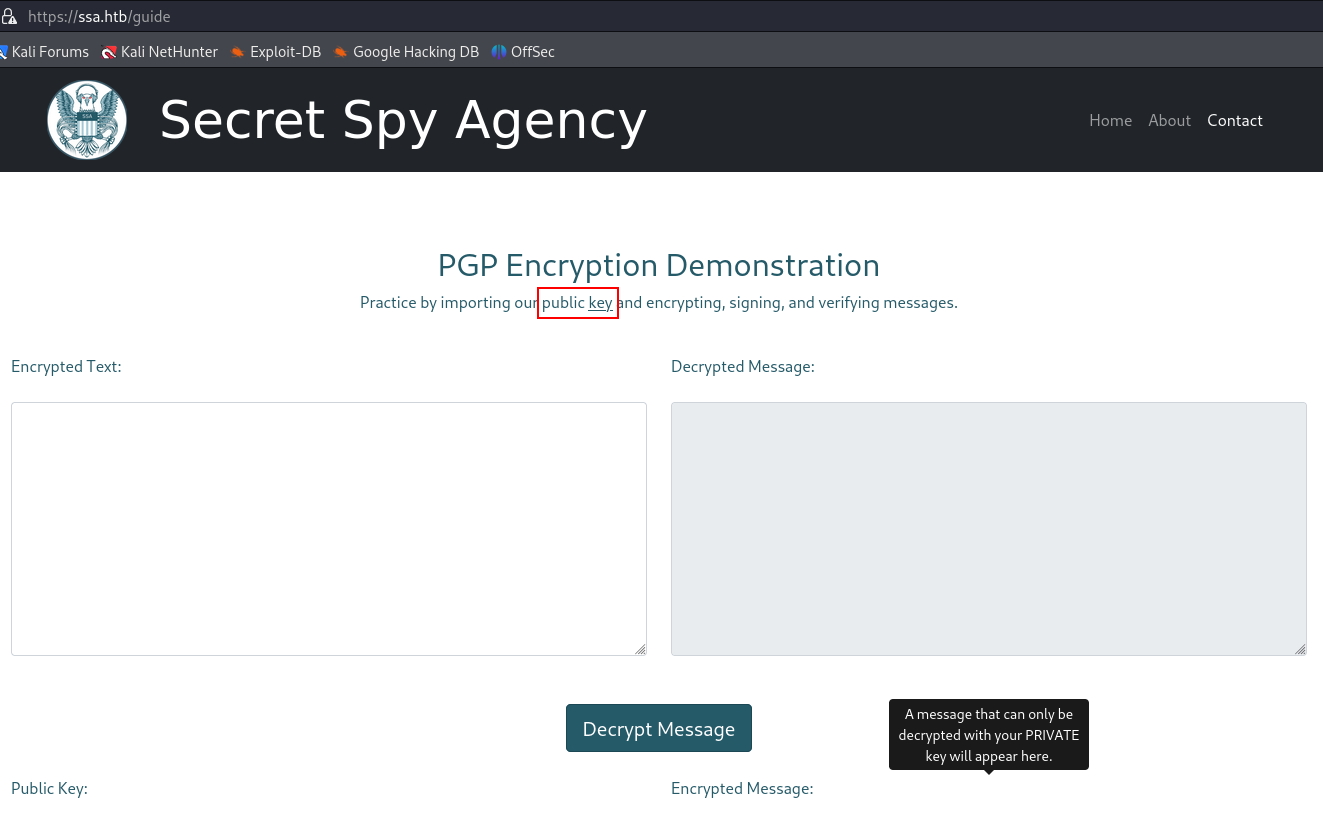 https://ssa.htb/guide
Kali Forums Kali NetHunter Exploit-DB Google Hacking DB OffSec
SSA
Secret Spy Agency
Home About Contact
PGP Encryption Demonstration
Practice by importing our public key and encrypting, signing, and verifying messages.
Encrypted Text: Decrypted Message:
Decrypt Message
A message that can only be
decrypted with your PRIVATE
key will appear here.
Public Key: Encrypted Message: